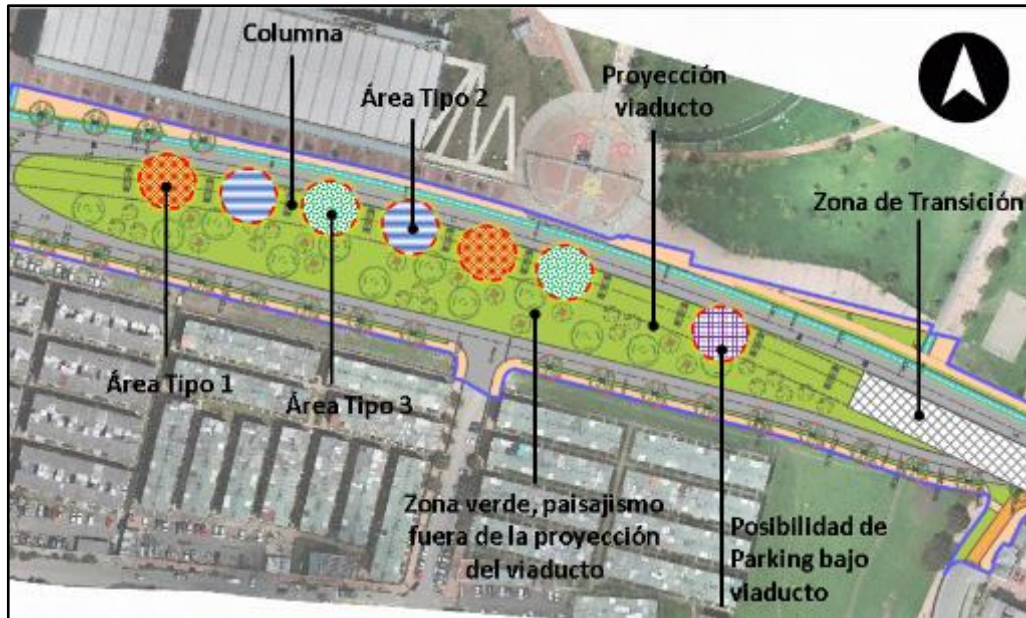 Columna
Área Tipo 2
Proyección
viaducto
Zona de Transición
Área Tipo 1
Área Tipo 3
Zona verde, paisajismo
fuera de la proyección
del viaducto
Posibilidad de
Parking bajo
viaducto